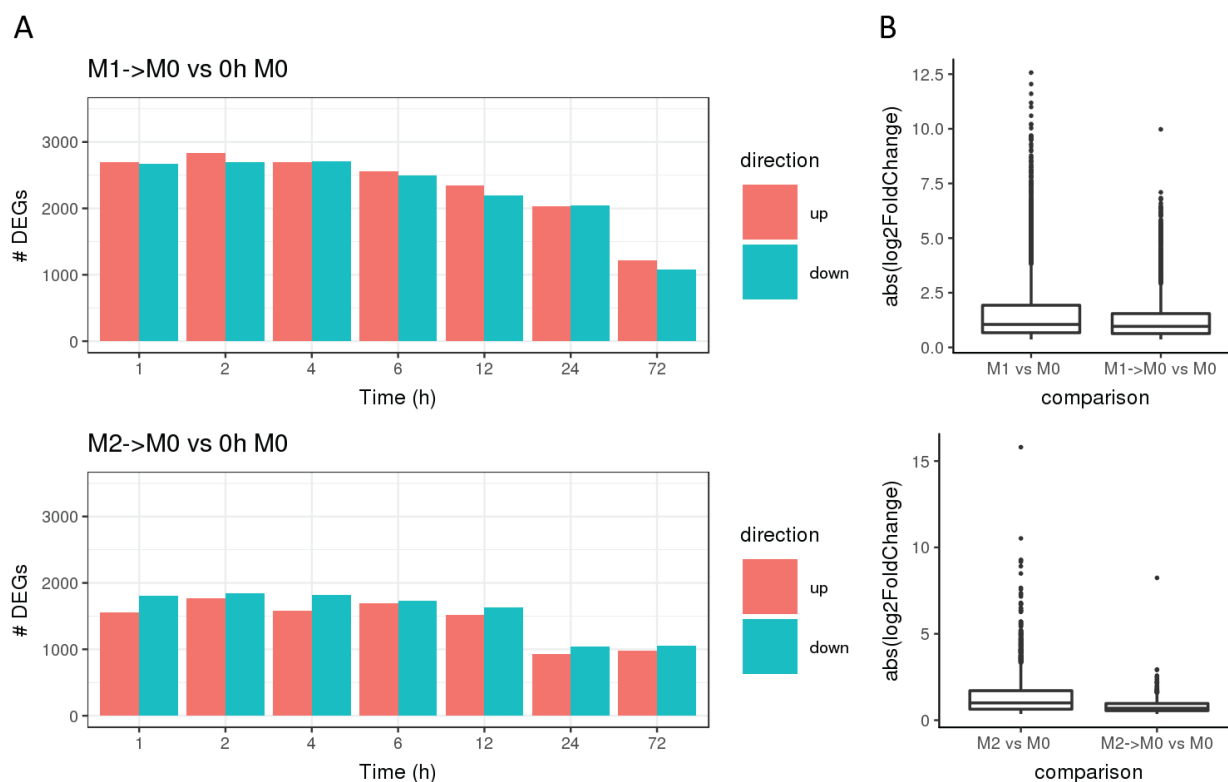 A
M1->M0 vs 0h M0
# DEGs
3000
2000
1000
0
1 2 4 6 12 24 72
Time (h)
direction
up
down
B
abs(log2FoldChange)
12.5
10.0
7.5
5.0
2.5
0.0
M1 vs M0 M1->M0 vs M0
comparison
M2->M0 vs 0h M0
# DEGs
3000
2000
1000
0
1 2 4 6 12 24 72
Time (h)
direction
up
down
abs(log2FoldChange)
15
10
5
0
M2 vs M0 M2->M0 vs M0
comparison